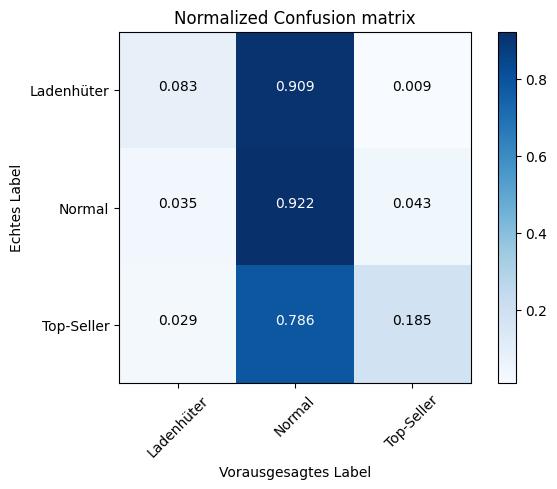 Normalized Confusion matrix
Echtes Label
Ladenhüter
0.083 0.909 0.009
Normal
0.035 0.922 0.043
Top-Seller
0.029 0.786 0.185
Ladenhüter Normal Top-Seller
Vorausgesagtes Label
0.8
0.6
0.4
0.2